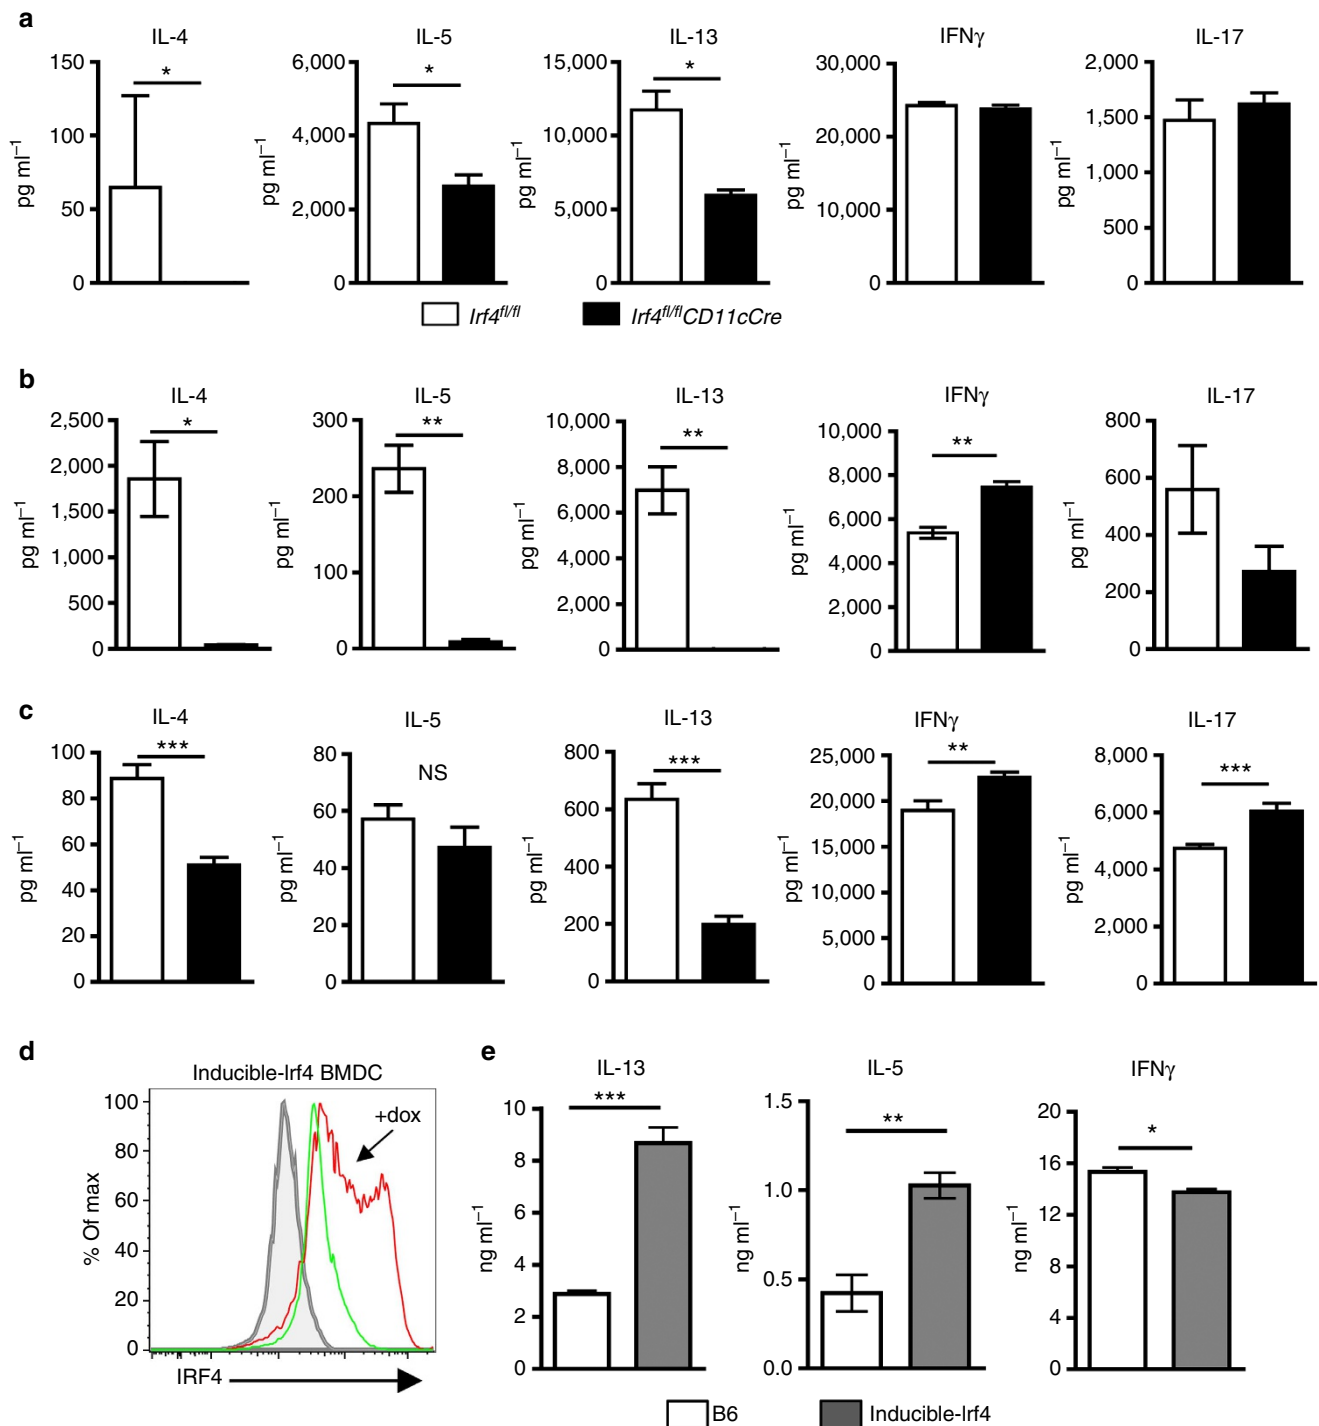 a
IL-4
IL-5
IL-13
IFNγ
IL-17
pg ml⁻¹
150
100
50
0
*
pg ml⁻¹
6,000
4,000
2,000
0
*
pg ml⁻¹
15,000
10,000
5,000
0
*
pg ml⁻¹
30,000
20,000
10,000
0
pg ml⁻¹
2,000
1,500
1,000
500
0
Irf4fl/fl
Irf4fl/flCD11cCre
b
IL-4
IL-5
IL-13
IFNγ
IL-17
pg ml⁻¹
2,500
2,000
1,500
1,000
500
0
*
pg ml⁻¹
300
200
100
0
**
pg ml⁻¹
10,000
8,000
6,000
4,000
2,000
0
**
pg ml⁻¹
10,000
8,000
6,000
4,000
2,000
0
**
pg ml⁻¹
800
600
400
200
0
c
IL-4
IL-5
IL-13
IFNγ
IL-17
pg ml⁻¹
100
80
60
40
20
0
***
pg ml⁻¹
80
60
40
20
0
NS
pg ml⁻¹
800
600
400
200
0
***
pg ml⁻¹
25,000
20,000
15,000
10,000
5,000
0
**
pg ml⁻¹
8,000
6,000
4,000
2,000
0
***
d
Inducible-Irf4 BMDC
% Of max
100
80
60
40
20
0
+dox
IRF4
e
IL-13
IL-5
IFNγ
ng ml⁻¹
10
8
6
4
2
0
***
ng ml⁻¹
1.5
1.0
0.5
0.0
**
ng ml⁻¹
20
16
12
8
4
0
*
B6
Inducible-Irf4